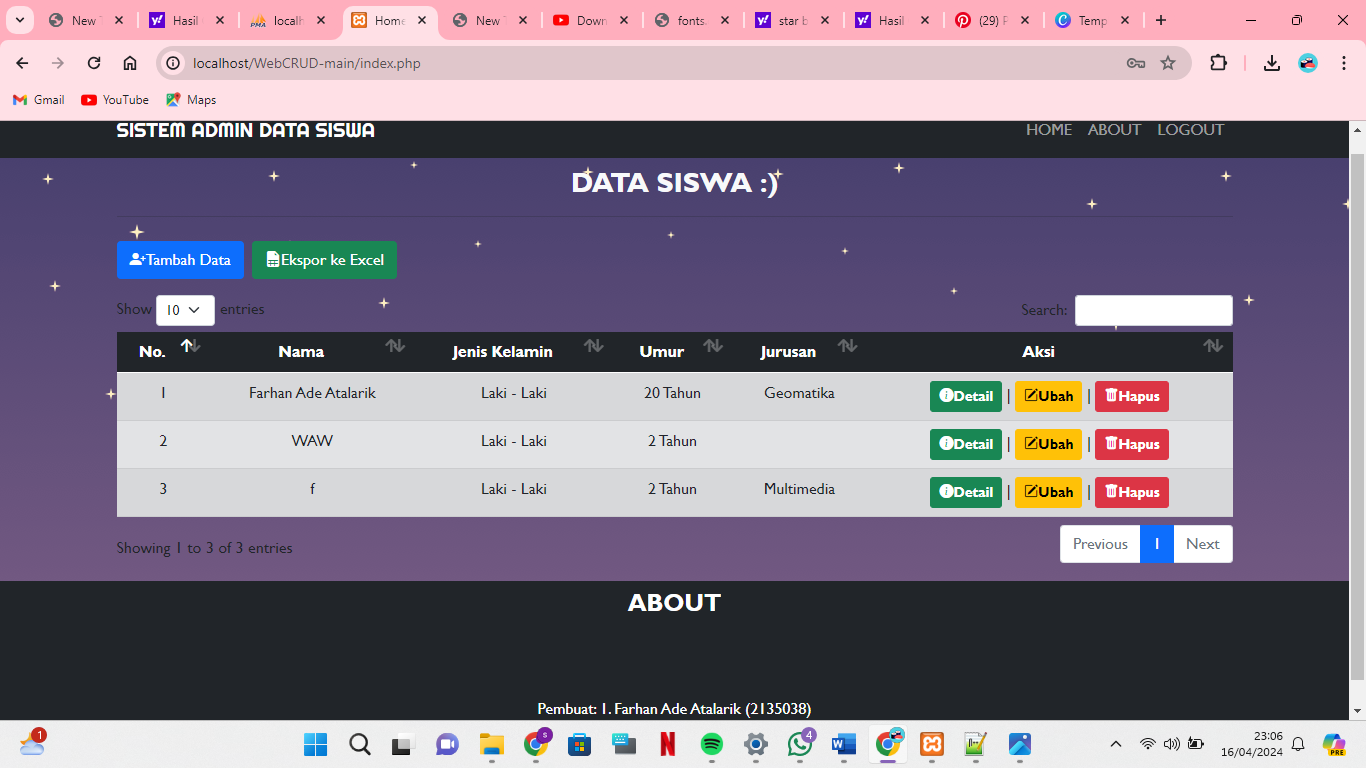 New T
Hasil
localh
Home
New T
Down
fonts.
star b
Hasil
(29) P
Temp
localhost/WebCRUD-main/index.php
Gmail YouTube Maps
SISTEM ADMIN DATA SISWA HOME ABOUT LOGOUT
DATA SISWA :)
Tambah Data Ekspor ke Excel
Show 10 entries Search:
No. Nama Jenis Kelamin Umur Jurusan Aksi
1 Farhan Ade Atalarik Laki - Laki 20 Tahun Geomatika Detail | Ubah | Hapus
2 WAW Laki - Laki 2 Tahun Detail | Ubah | Hapus
3 f Laki - Laki 2 Tahun Multimedia Detail | Ubah | Hapus
Showing 1 to 3 of 3 entries Previous 1 Next
ABOUT
Pembuat: 1. Farhan Ade Atalarik (2135038)
1
S
4
23:06
16/04/2024
PRE